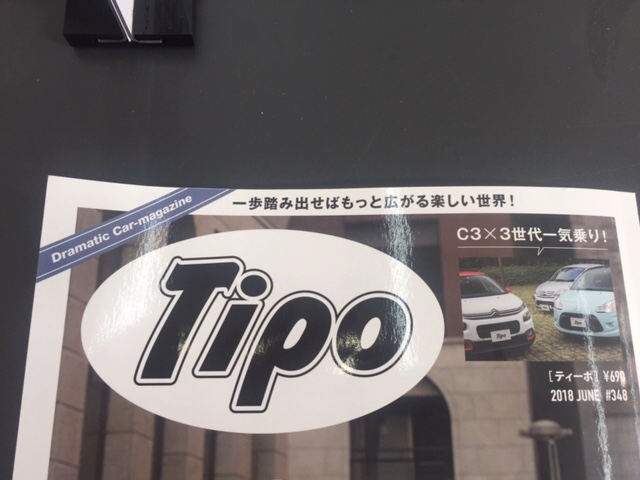 一歩踏み出せばもっと広がる楽しい世界!
Dramatic Car-magazine
Tipo
C3×3世代一気乗り!
Tipo
Tipo
[ティーポ] ¥690
2018 JUNE #348